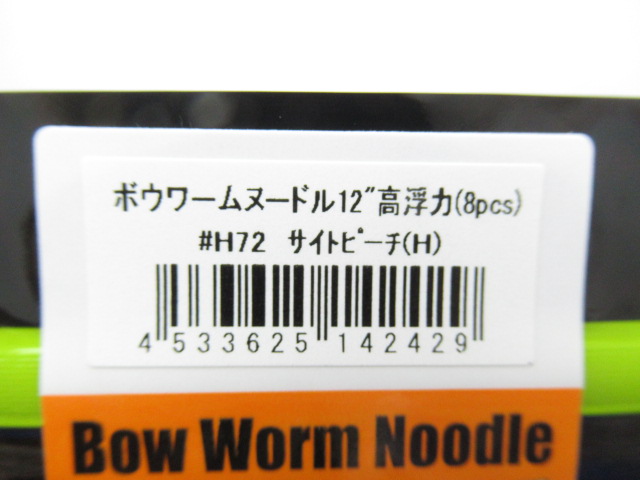 ボウワームヌードル12"高浮力(8pcs)
#H72 サイトピーチ(H)
4 533625 142429
Bow Worm Noodle